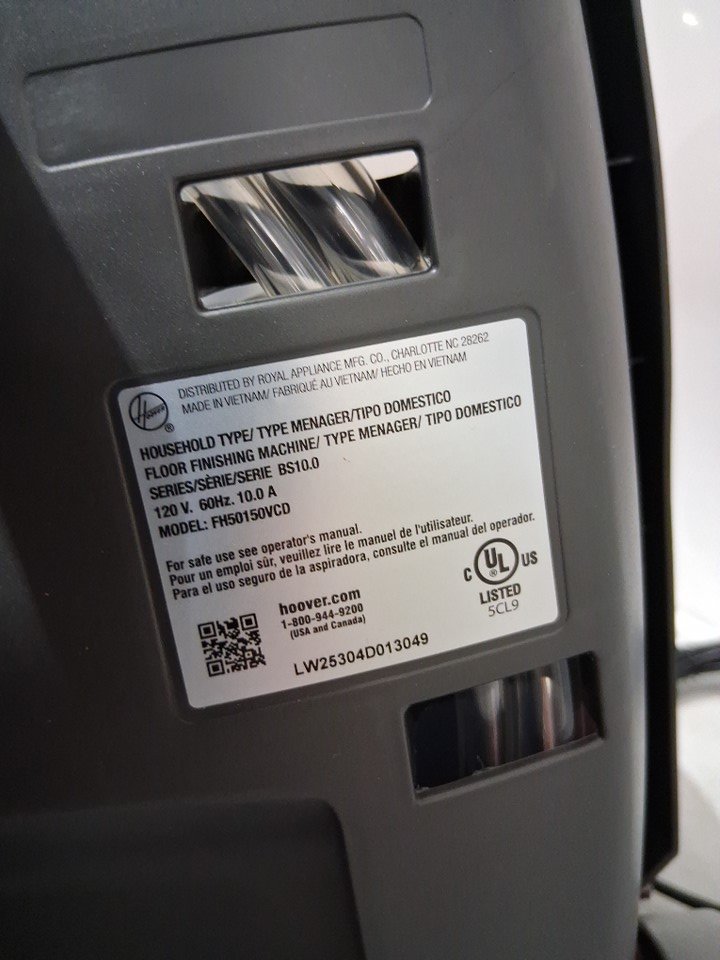 Hoover
®
DISTRIBUTED BY ROYAL APPLIANCE MFG. CO., CHARLOTTE NC 28262
MADE IN VIETNAM/ FABRIQUÉ AU VIETNAM/ HECHO EN VIETNAM
HOUSEHOLD TYPE/ TYPE MENAGER/TIPO DOMESTICO
FLOOR FINISHING MACHINE/ TYPE MENAGER/ TIPO DOMESTICO
SERIES/SÈRIE/SERIE BS10.0
120 V. 60Hz. 10.0 A
MODEL: FH50150VCD
For safe use see operator's manual.
Pour un emploi sûr, veuillez lire le manuel de l'utilisateur.
Para el uso seguro de la aspiradora, consulte el manual del operador.
hoover.com
1-800-944-9200
(USA and Canada)
C UL US
LISTED
5CL9
LW25304D013049